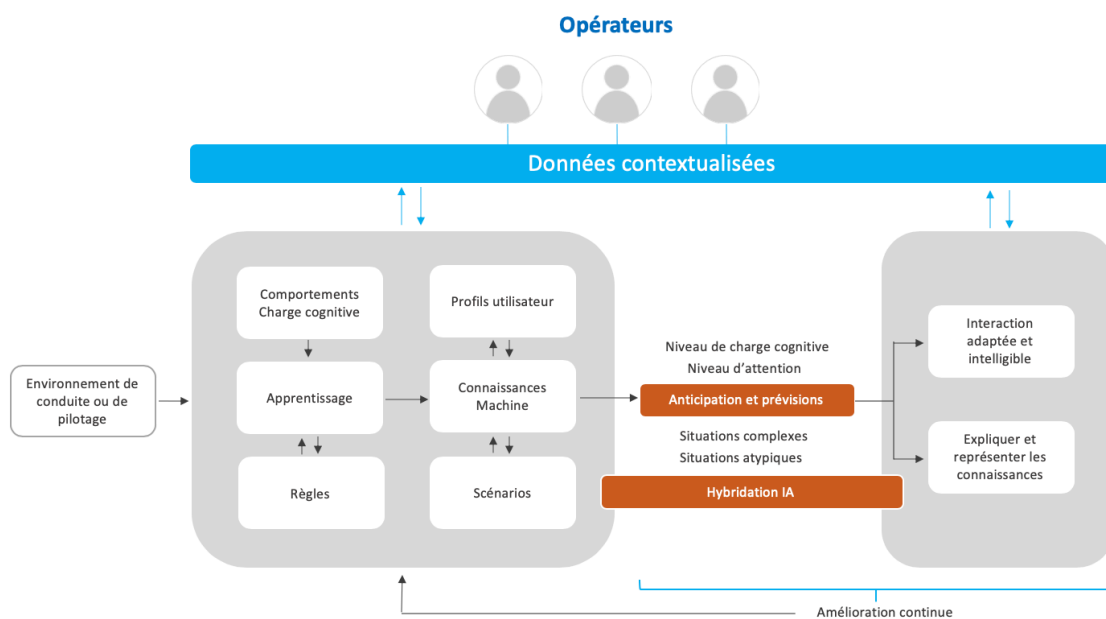 Opérateurs
Données contextualisées
Comportements
Charge cognitive
Profils utilisateur
Environnement de
conduite ou de
pilotage
Apprentissage
Connaissances
Machine
Règles
Scénarios
Niveau de charge cognitive
Niveau d’attention
Anticipation et prévisions
Situations complexes
Situations atypiques
Hybridation IA
Interaction
adaptée et
intelligible
Expliquer et
représenter les
connaissances
Amélioration continue